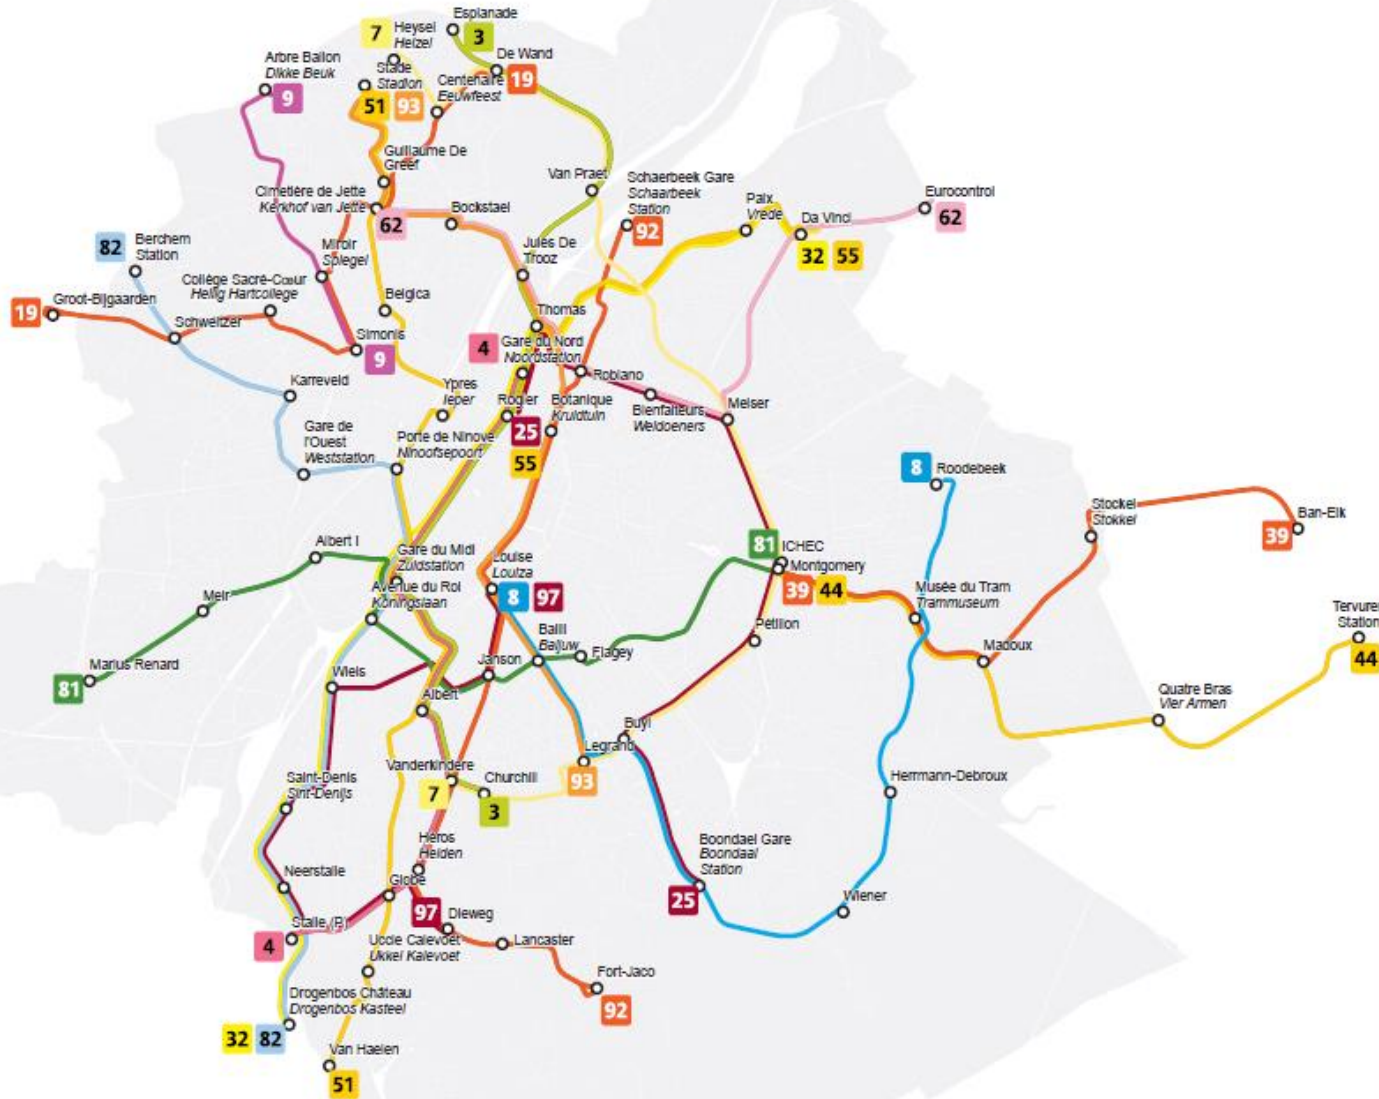 Esplanade
7
Heysel
Heizel
3
De Wand
19
Arbre Ballon
Dikke Beuk
9
Stade
Stadion
51
93
Centenaire
Eeuwfeest
Guillaume De
Greef
Cimetière de Jette
Kerkhof van Jette
62
Bockstael
Van Praet
Schaerbeek Gare
Schaarbeek
Station
92
Paix
Vrede
Da Vinci
32
55
Eurocontrol
62
82
Berchem
Station
Miroir
Spiegel
Collège Sacré-Cœur
Heilig Hartcollege
Jules De
Trooz
19
Groot-Bijgaarden
Schweitzer
Belgica
Simonis
9
Thomas
4
Gare du Nord
Noordstation
Robiano
Karreveld
Ypres
Ieper
Rogier
25
55
Botanique
Kruidtuin
Bienfaiteurs
Weldoeners
Meiser
Gare de
l'Ouest
Weststation
Porte de Ninove
Ninoofsepoort
8
Roodebeek
Stockel
Stokkel
Ban-Eik
39
Albert I
Gare du Midi
Zuidstation
Louise
Louiza
8
97
81
ICHEC
Montgomery
39
44
Musée du Tram
Trammuseum
Meir
Avenue du Roi
Koningslaan
Bailli
Baljuw
Flagey
Pétillon
Madoux
Tervuren
Station
44
Marius Renard
81
Wiels
Janson
Albert
Quatre Bras
Vier Armen
Buyl
Legrand
93
Saint-Denis
Sint-Denijs
Vanderkindere
7
Churchill
3
Herrmann-Debroux
Héros
Helden
Boondael Gare
Boondaal
Station
25
Neerstalle
Globe
Wiener
97
Dieweg
Stalle (P)
4
Lancaster
Uccle Calevoet
Ukkel Kalevoet
Fort-Jaco
92
Drogenbos Château
Drogenbos Kasteel
32
82
Van Haelen
51